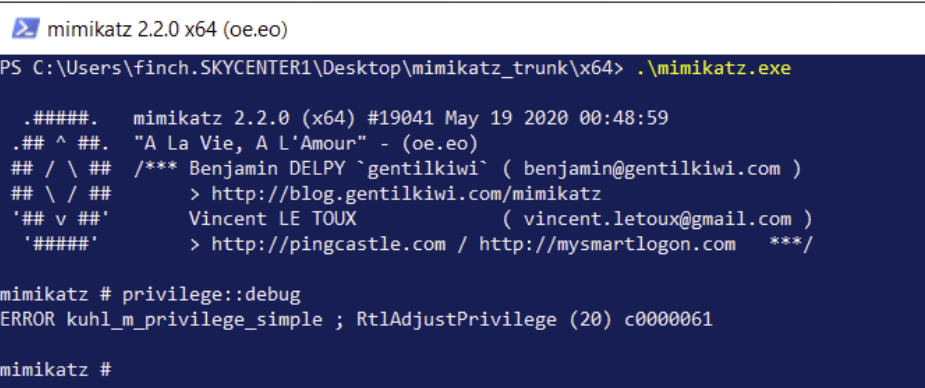 mimikatz 2.2.0 x64 (oe.eo)
PS C:\Users\finch.SKYCENTER1\Desktop\mimikatz_trunk\x64> .\mimikatz.exe
.#####. mimikatz 2.2.0 (x64) #19041 May 19 2020 00:48:59
.## ^ ##. "A La Vie, A L'Amour" - (oe.eo)
## / \ ## /*** Benjamin DELPY `gentilkiwi` ( benjamin@gentilkiwi.com )
## \ / ## > http://blog.gentilkiwi.com/mimikatz
'## v ##' Vincent LE TOUX ( vincent.letoux@gmail.com )
'#####' > http://pingcastle.com / http://mysmartlogon.com ***/
mimikatz # privilege::debug
ERROR kuhl_m_privilege_simple ; RtlAdjustPrivilege (20) c0000061
mimikatz #